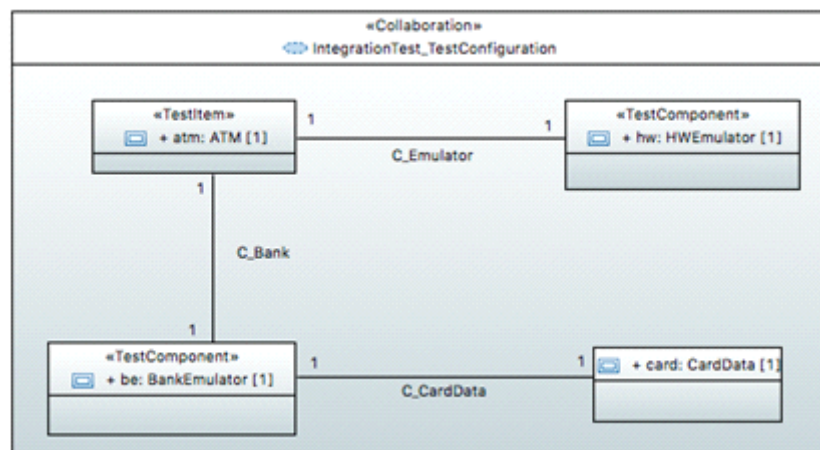 «Collaboration»
IntegrationTest_TestConfiguration
«TestItem»
+ atm: ATM [1]
1
1
C_Emulator
«TestComponent»
+ hw: HWEmulator [1]
1
C_Bank
1
«TestComponent»
+ be: BankEmulator [1]
1
1
C_CardData
+ card: CardData [1]